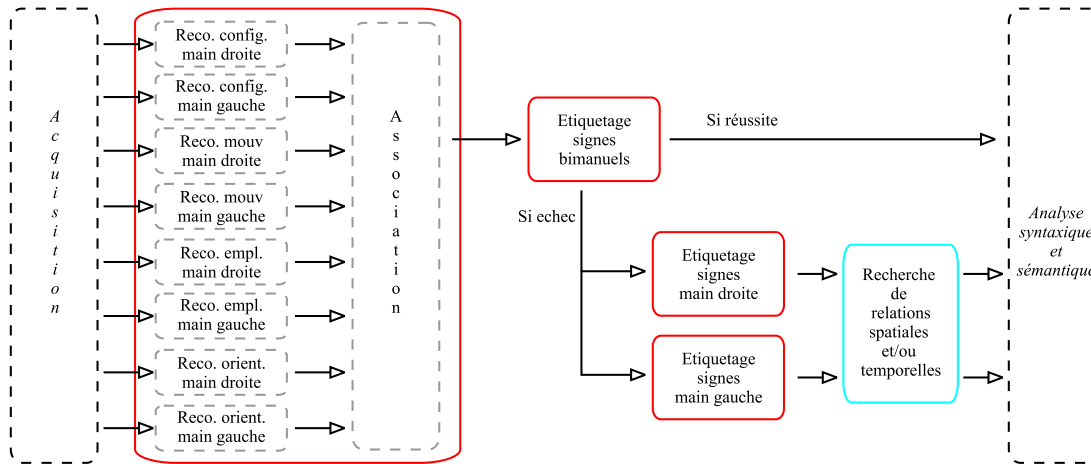 Acquisition
Reco. config.
main droite
Reco. config.
main gauche
Reco. mouv
main droite
Reco. mouv
main gauche
Reco. empl.
main droite
Reco. empl.
main gauche
Reco. orient.
main droite
Reco. orient.
main gauche
Association
Etiquetage
signes
bimanuels
Si réussite
Si echec
Etiquetage
signes
main droite
Etiquetage
signes
main gauche
Recherche
de
relations
spatiales
et/ou
temporelles
Analyse
syntaxique
et
sémantique